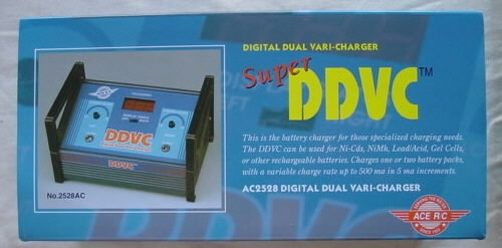 DIGITAL DUAL VARI-CHARGER
Super
DDVC™
This is the battery charger for those specialized charging needs.
The DDVC can be used for Ni-Cds, NiMh, Lead/Acid, Gel Cells,
or other rechargeable batteries. Charges one or two battery packs,
with a variable charge rate up to 500 ma in 5 ma increments.
AC2528 DIGITAL DUAL VARI-CHARGER
ACE R/C
DDVC
DDVC
No.2528AC